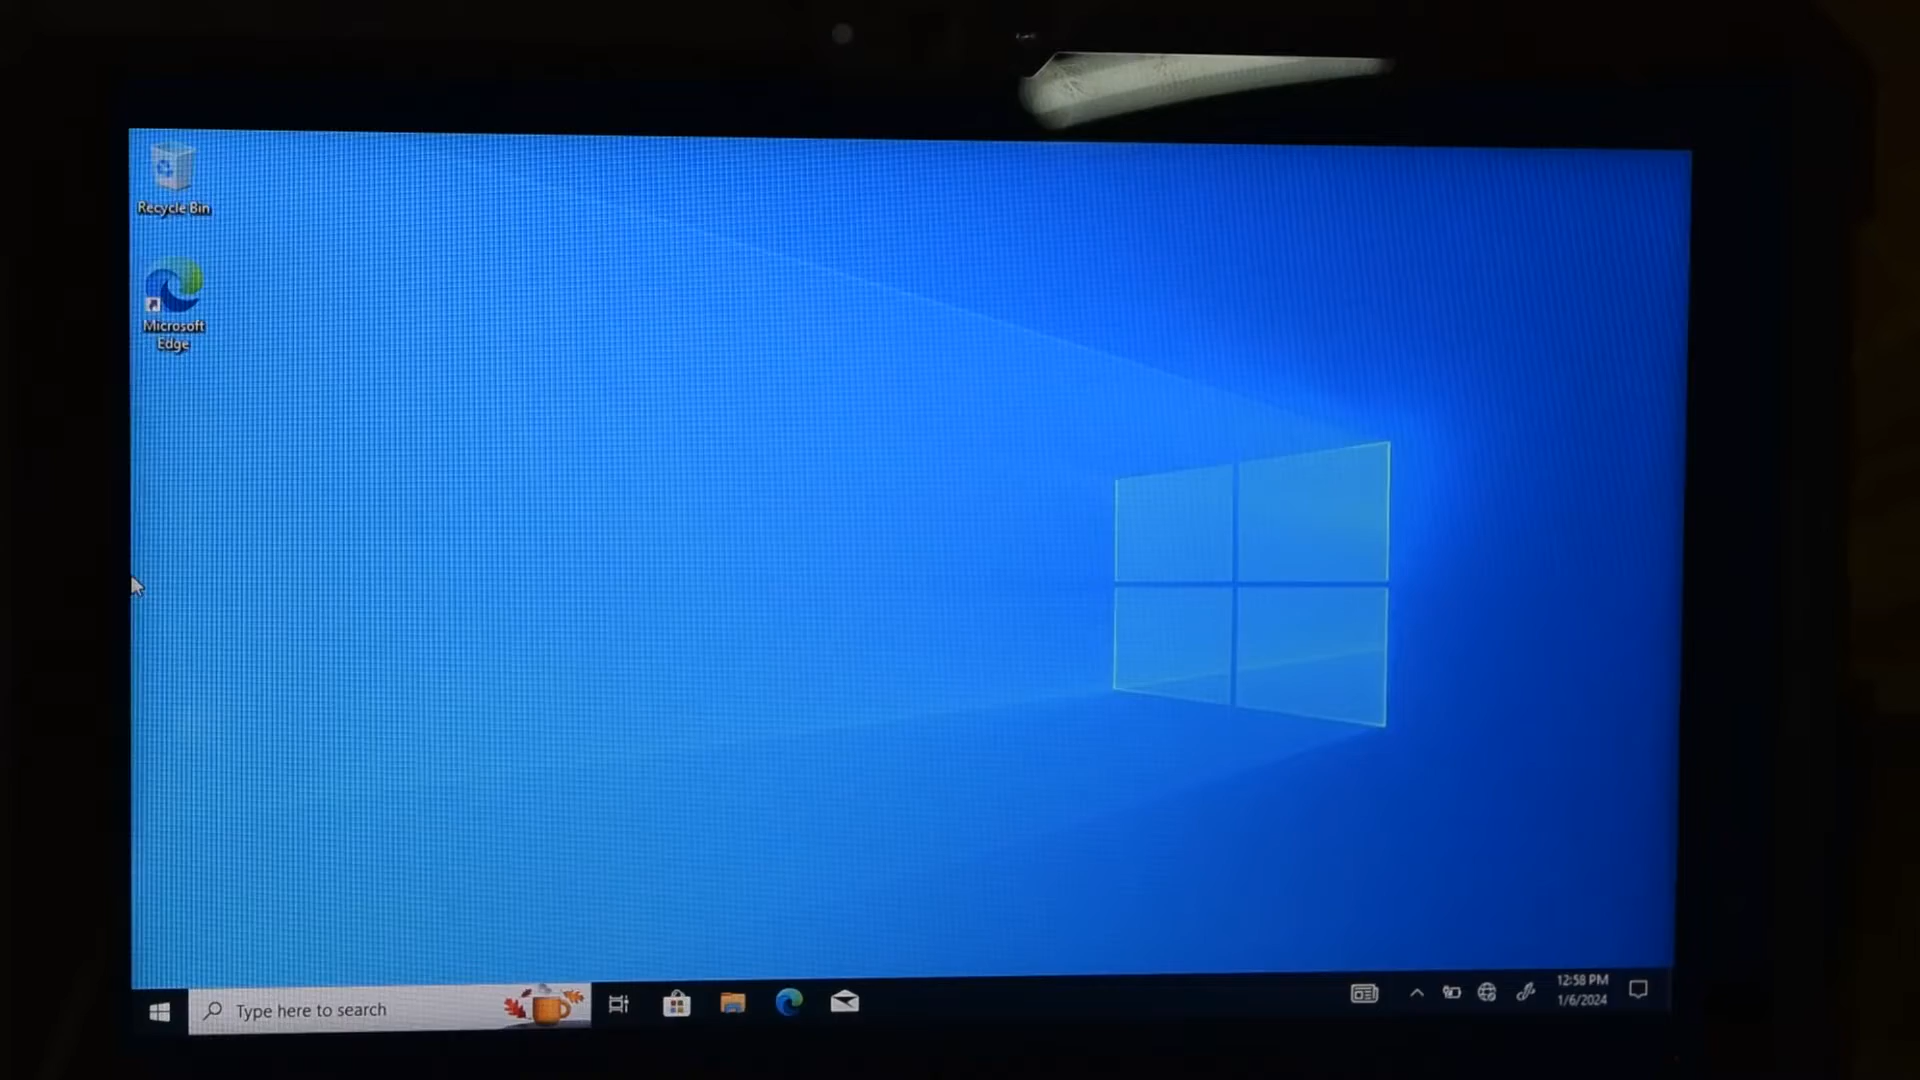 Recycle Bin
Microsoft
Edge
Type here to search
12:58 PM
1/6/2024